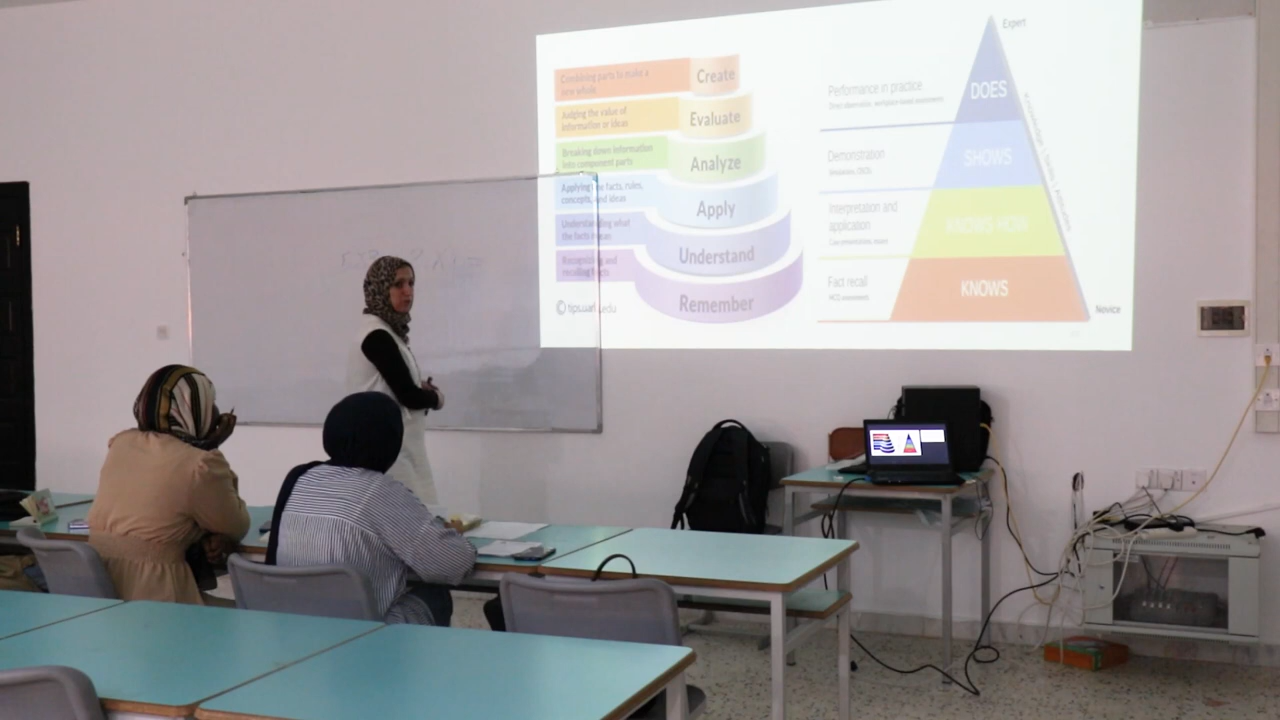 Combining parts to make a
new whole
Create
Judging the value of
information or ideas
Evaluate
Breaking down information
into component parts
Analyze
Applying the facts, rules,
concepts, and ideas
Apply
Understanding what
the facts mean
Understand
Recognizing and
recalling facts
Remember
Expert
Performance in practice
DOES
Demonstration
SHOWS
Interpretation and
application
KNOWS HOW
Fact recall
KNOWS
Novice